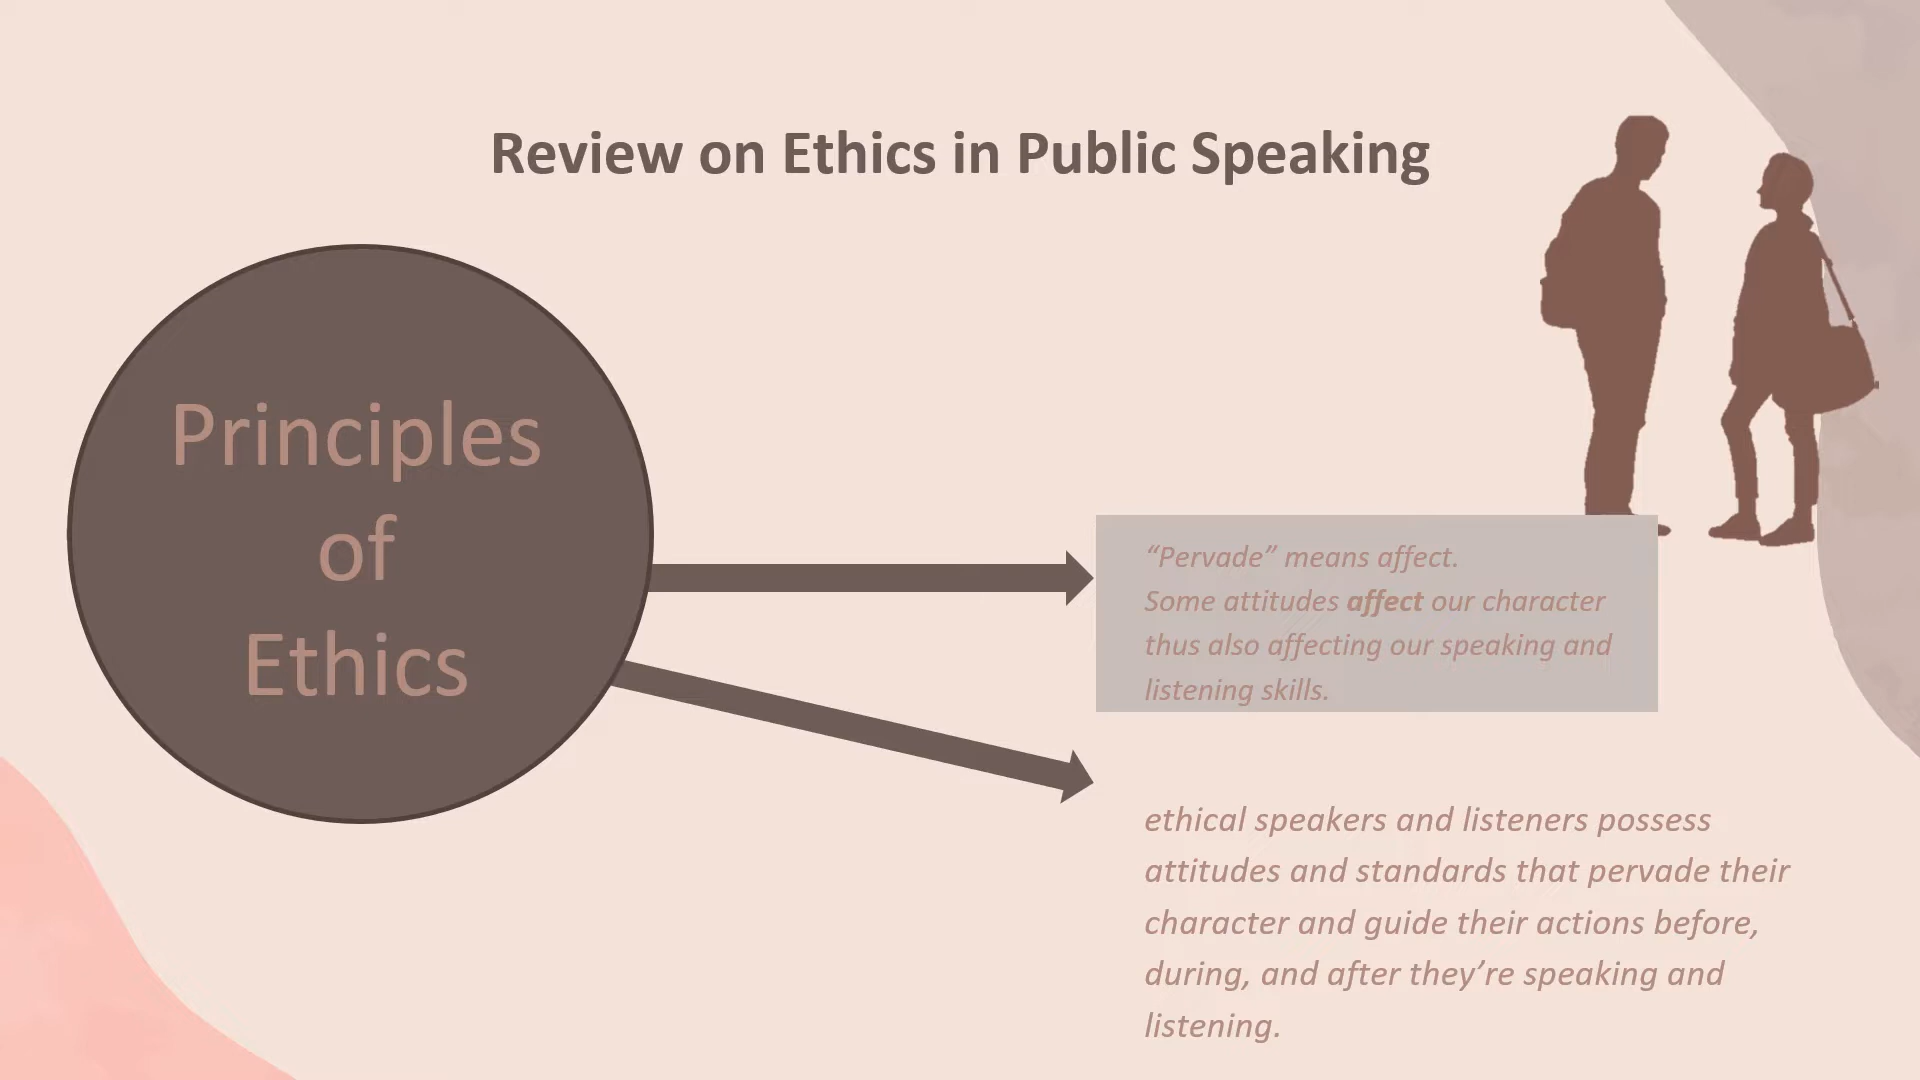 Review on Ethics in Public Speaking
Principles
of
Ethics
“Pervade” means affect.
Some attitudes affect our character
thus also affecting our speaking and
listening skills.
ethical speakers and listeners possess
attitudes and standards that pervade their
character and guide their actions before,
during, and after they’re speaking and
listening.